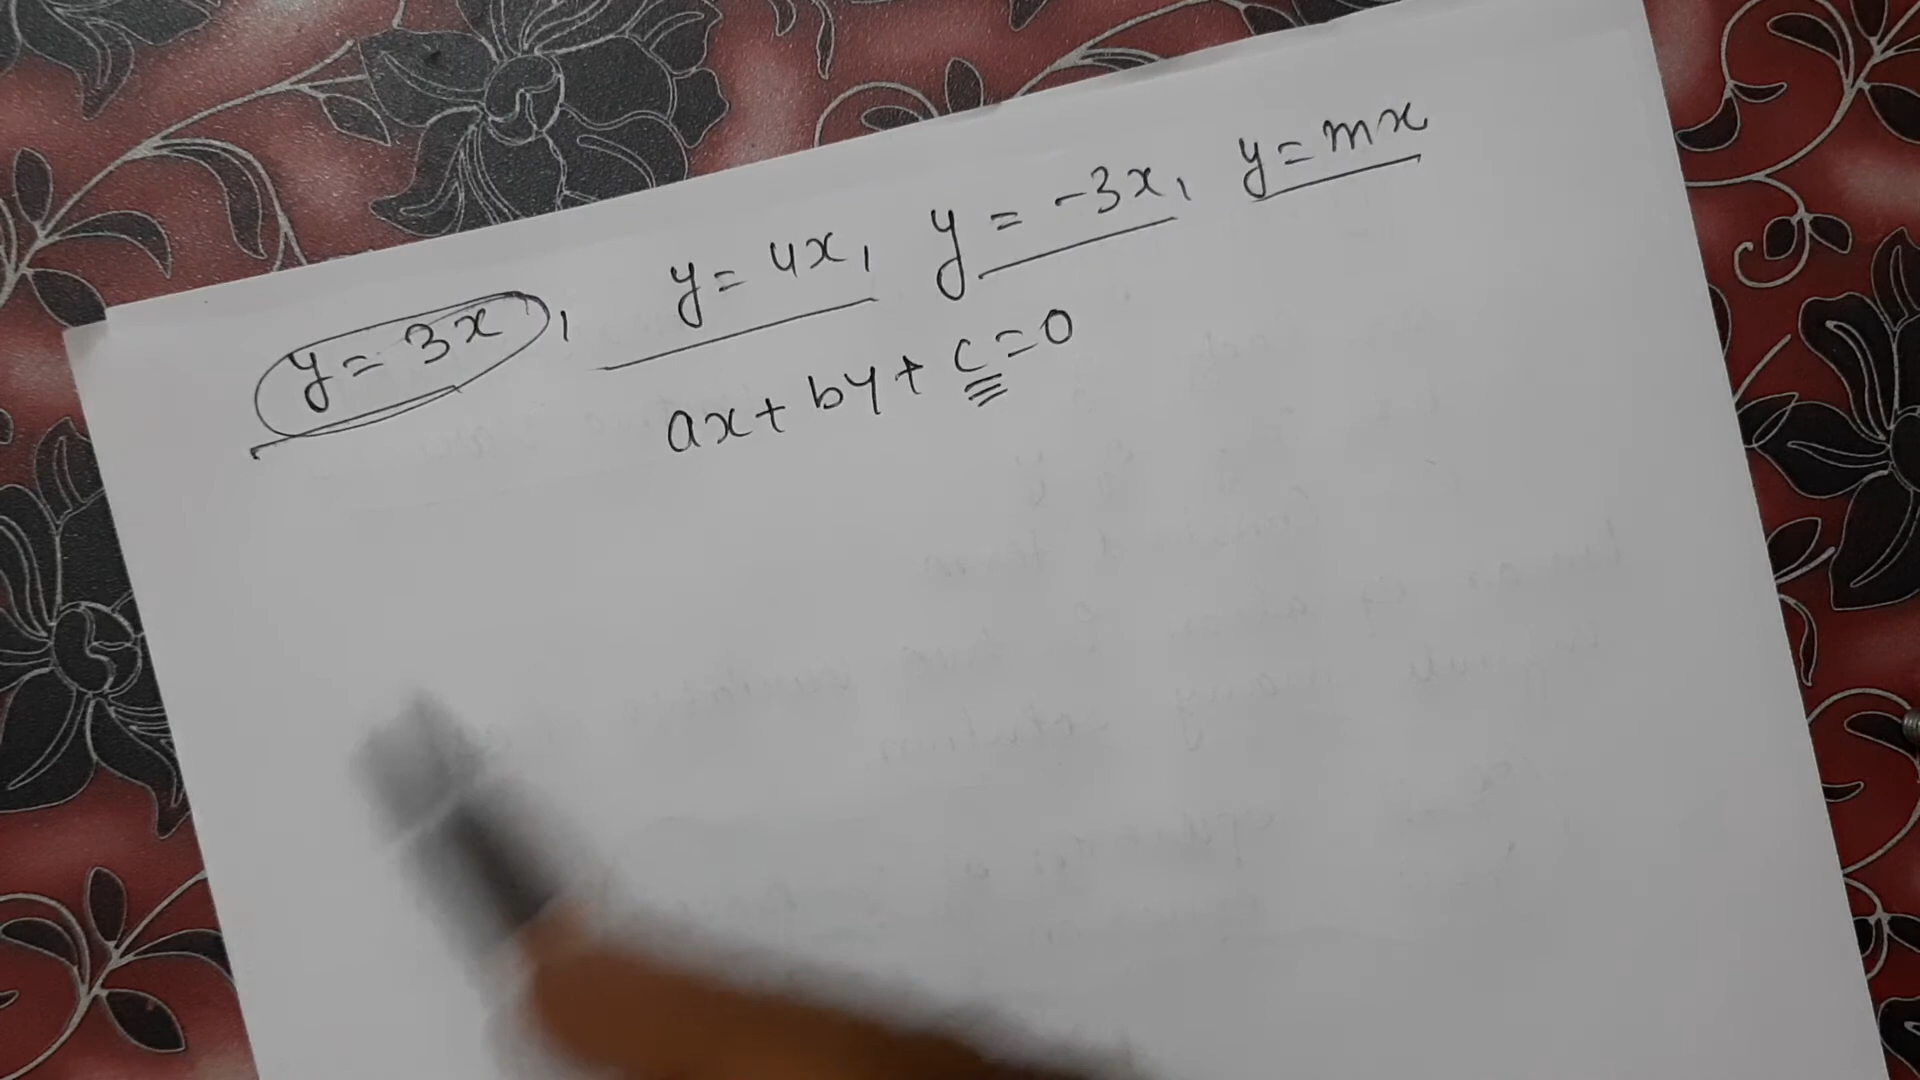 y = 3x, y = 4x, y = -3x, y = mx
ax + by + c = 0